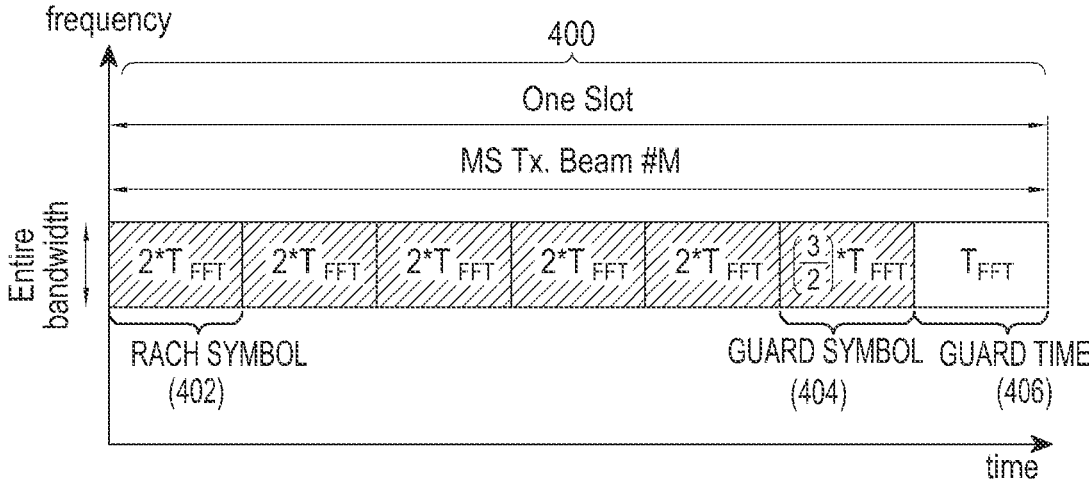 frequency
400
One Slot
MS Tx. Beam #M
Entire
bandwidth
2*T FFT
2*T FFT
2*T FFT
2*T FFT
2*T FFT
(3/2)*T FFT
T FFT
RACH SYMBOL
(402)
GUARD SYMBOL
(404)
GUARD TIME
(406)
time